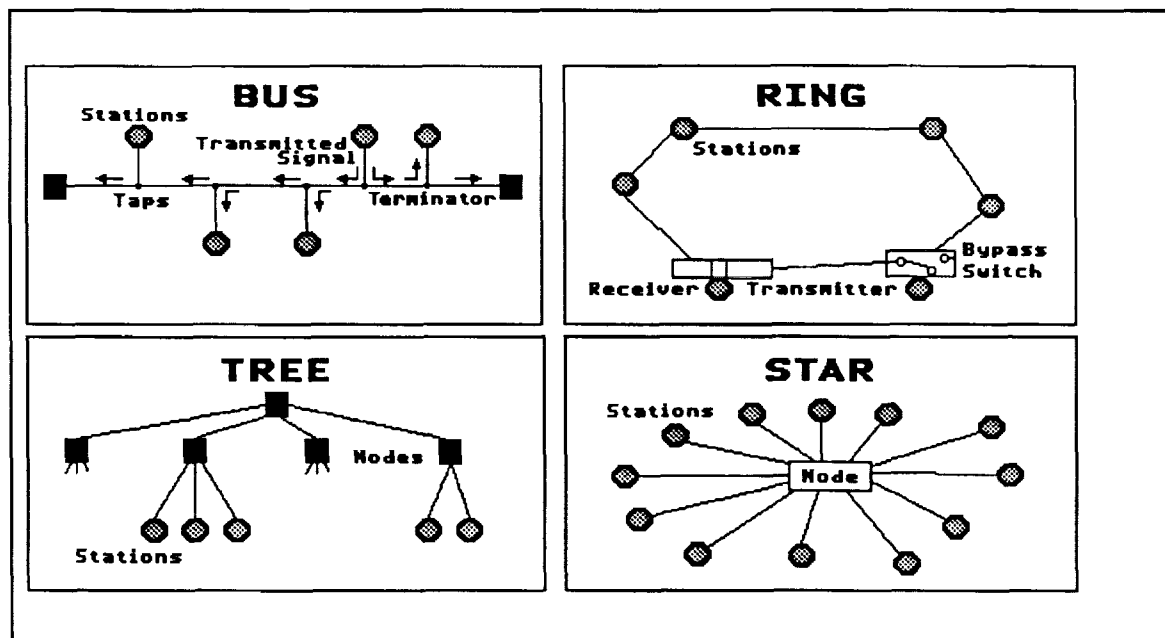 BUS
Stations
Transmitted
Signal
Taps
Terminator
RING
Stations
Bypass
Switch
Receiver
Transmitter
TREE
Nodes
Stations
STAR
Stations
Node